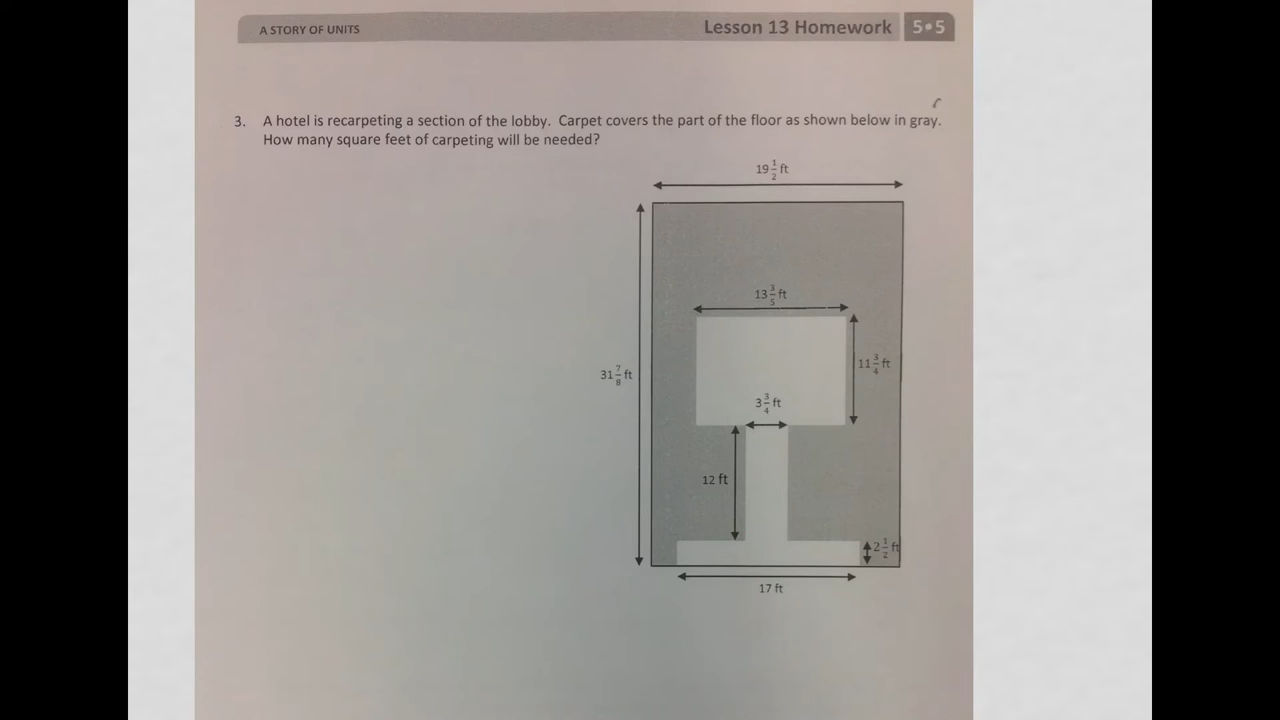 A STORY OF UNITS
Lesson 13 Homework 5•5
3. A hotel is recarpeting a section of the lobby. Carpet covers the part of the floor as shown below in gray.
How many square feet of carpeting will be needed?
19 1/2 ft
13 3/5 ft
11 3/4 ft
31 7/8 ft
3 3/4 ft
12 ft
2 1/2 ft
17 ft